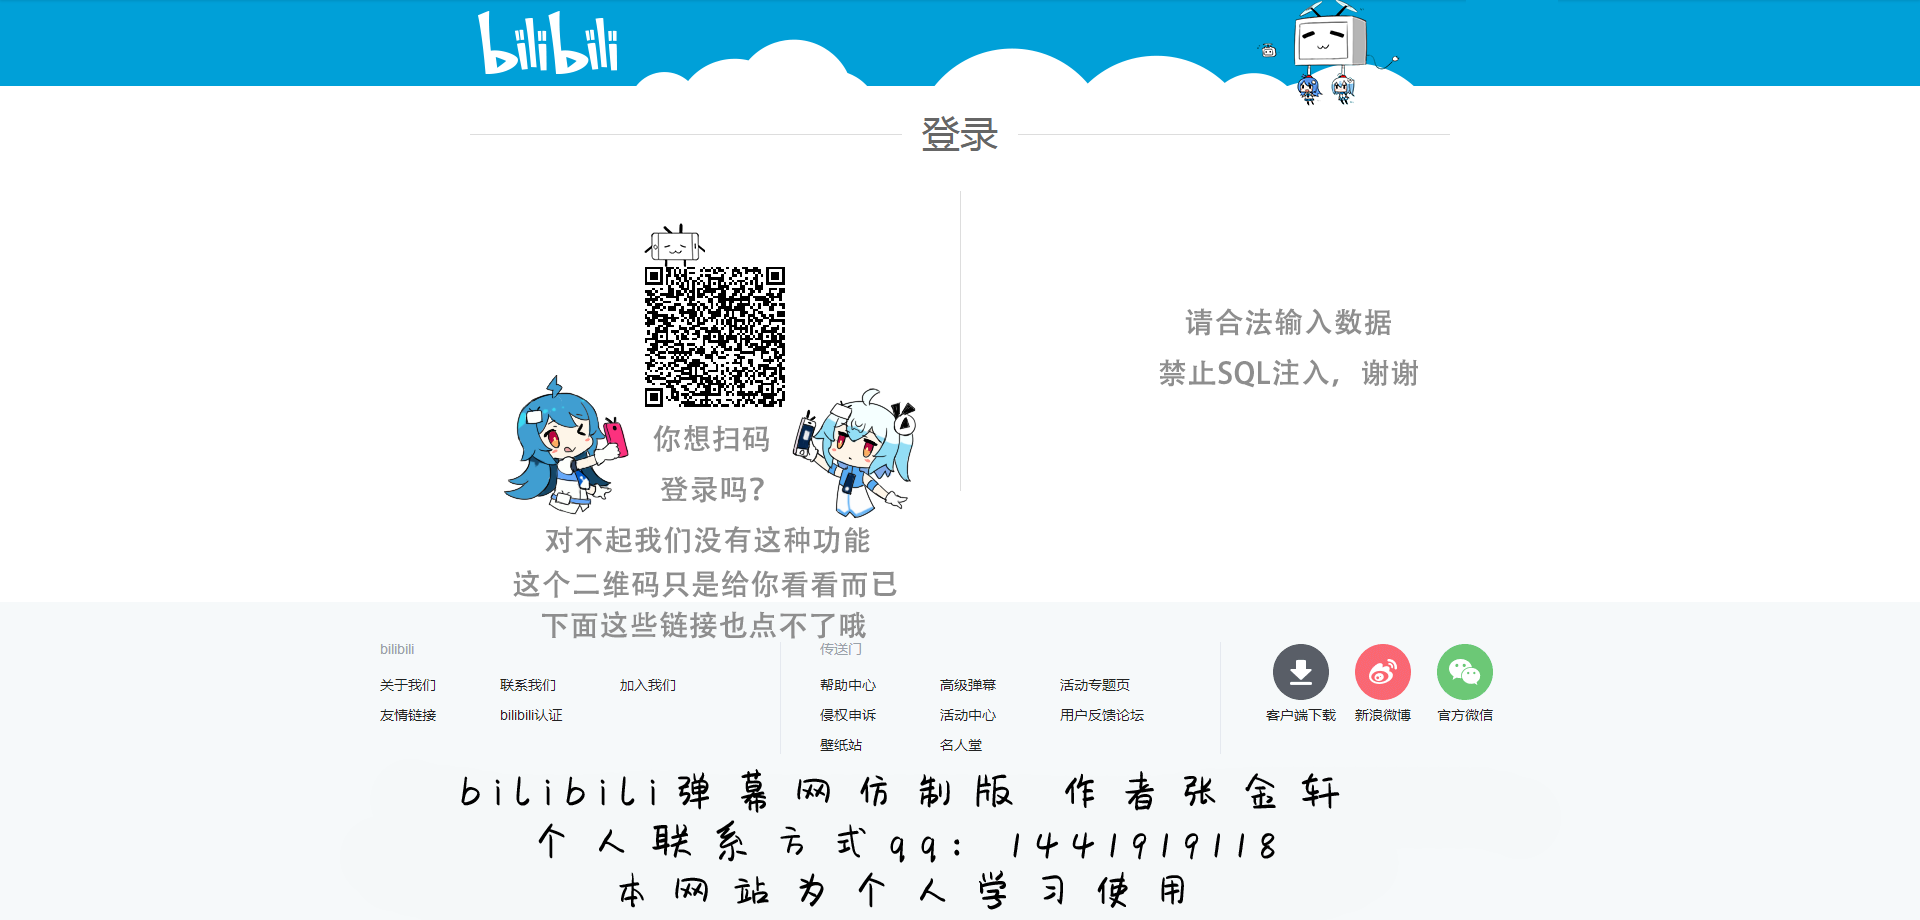 bilibili
登录
请合法输入数据
禁止SQL注入，谢谢
你想扫码
登录吗？
对不起我们没有这种功能
这个二维码只是给你看看而已
下面这些链接也点不了哦
bilibili
关于我们 联系我们 加入我们
友情链接 bilibili认证
传送门
帮助中心 高级弹幕 活动专题页
侵权申诉 活动中心 用户反馈论坛
壁纸站 名人堂
客户端下载 新浪微博 官方微信
bilibili弹幕网仿制版 作者张金轩
个人联系方式qq：1441919118
本网站为个人学习使用